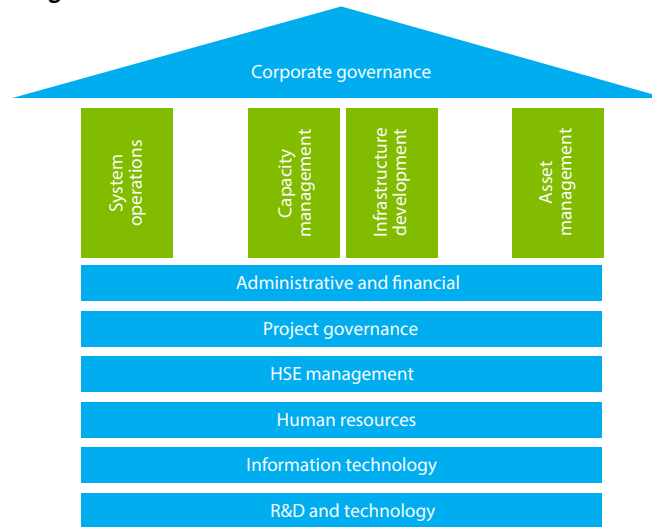 Corporate governance
System
operations
Capacity
management
Infrastructure
development
Asset
management
Administrative and financial
Project governance
HSE management
Human resources
Information technology
R&D and technology